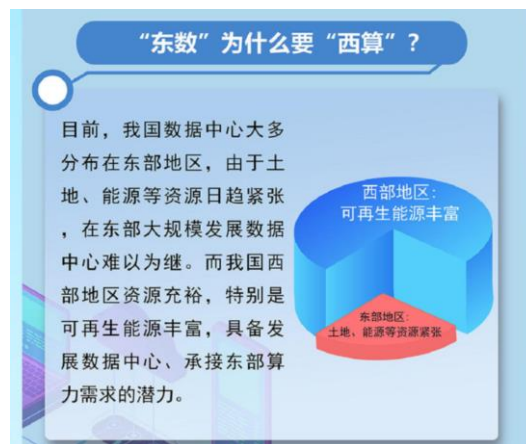 “东数”为什么要“西算”？
目前，我国数据中心大多
分布在东部地区，由于土
地、能源等资源日趋紧张
，在东部大规模发展数据
中心难以为继。而我国西
部地区资源充裕，特别是
可再生能源丰富，具备发
展数据中心、承接东部算
力需求的潜力。
西部地区：
可再生能源丰富
东部地区：
土地、能源等资源紧张